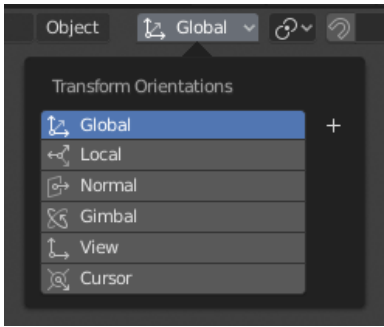 Object Global
Transform Orientations
Global
Local
Normal
Gimbal
View
Cursor